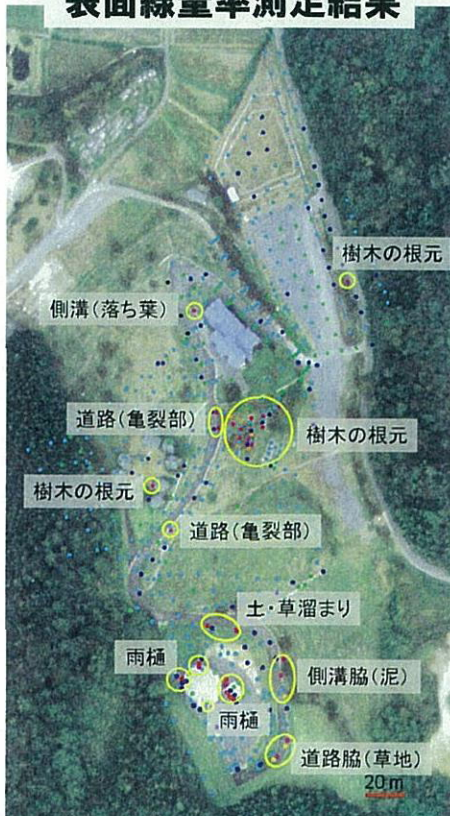 表面線量率測定結果
樹木の根元
側溝(落ち葉)
道路(亀裂部)
樹木の根元
樹木の根元
道路(亀裂部)
土・草溜まり
雨樋
側溝脇(泥)
雨樋
道路脇(草地)
20 m